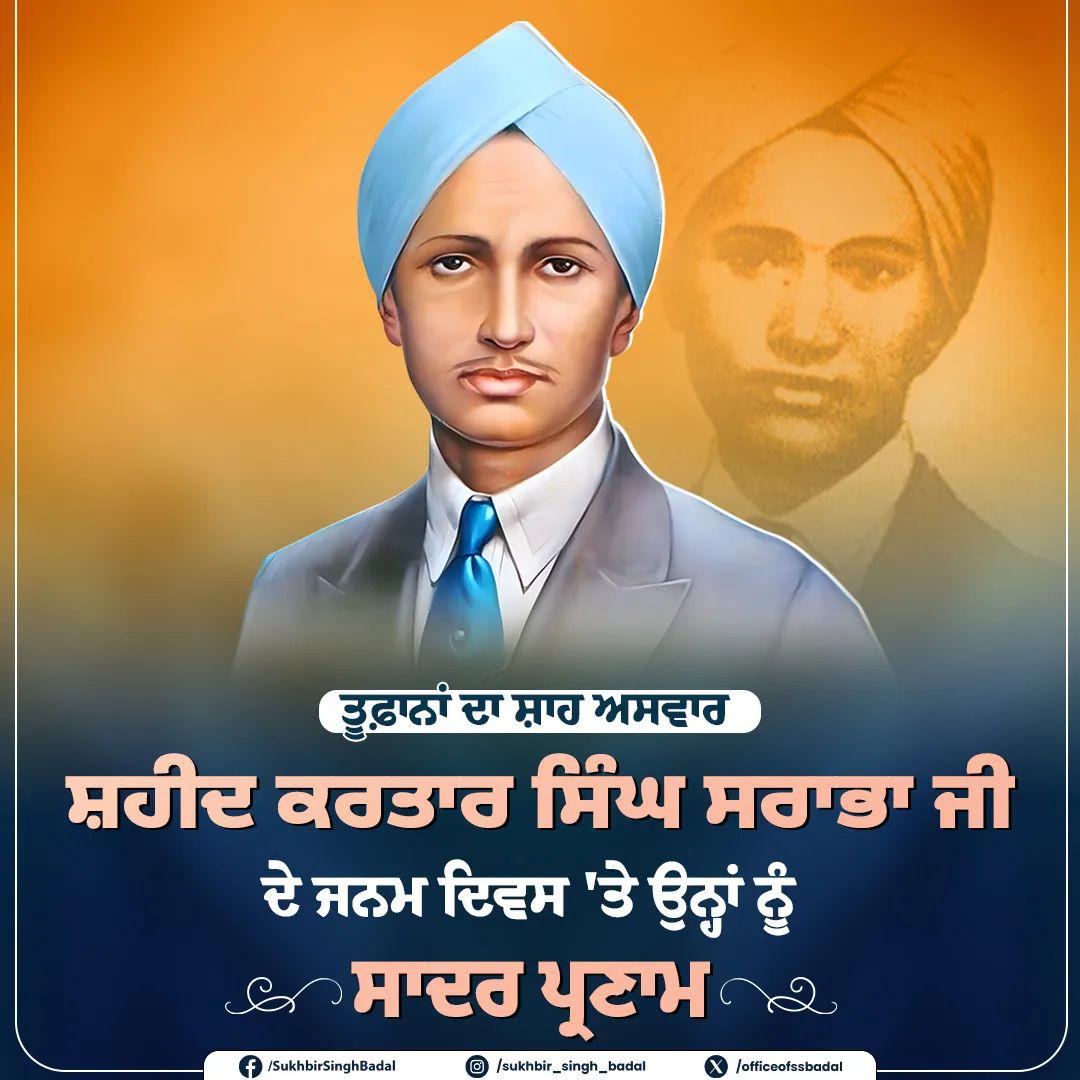 ਤੂਫ਼ਾਨਾਂ ਦਾ ਸ਼ਾਹ ਅਸਵਾਰ
ਸ਼ਹੀਦ ਕਰਤਾਰ ਸਿੰਘ ਸਰਾਭਾ ਜੀ
ਦੇ ਜਨਮ ਦਿਵਸ 'ਤੇ ਉਨ੍ਹਾਂ ਨੂੰ
ਸਾਦਰ ਪ੍ਰਣਾਮ
/SukhbirSinghBadal /sukhbir_singh_badal /officeofssbadal